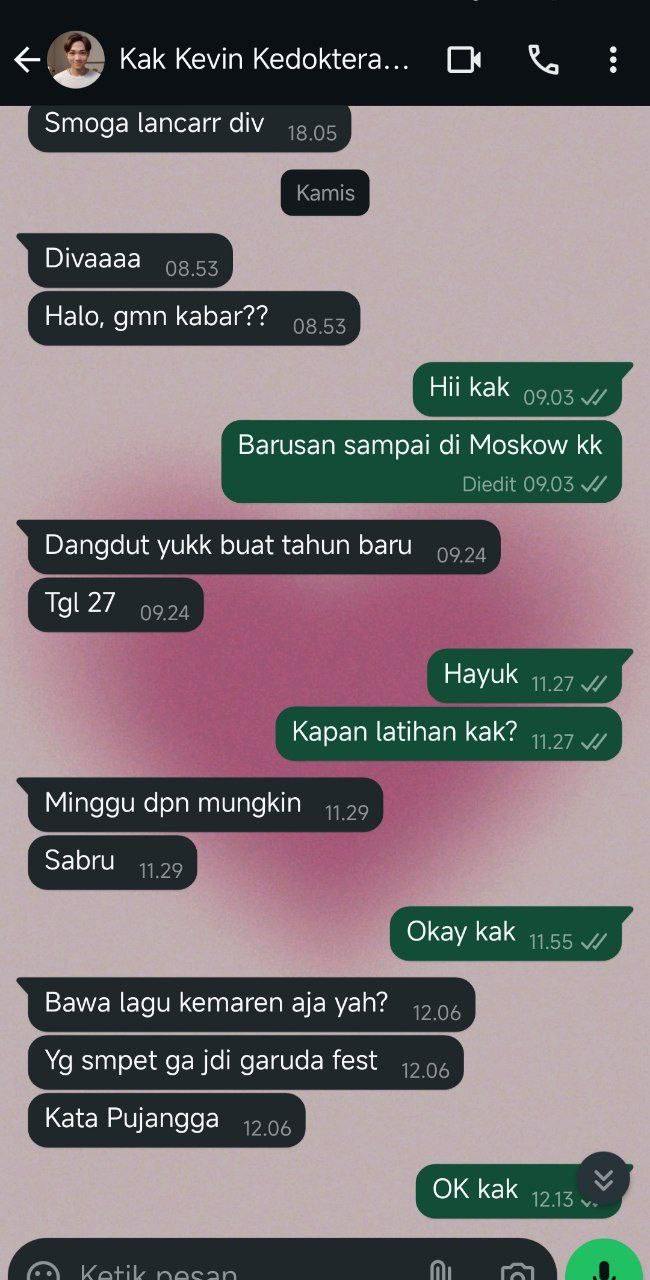 Kak Kevin Kedoktera...
Smoga lancarr div 18.05
Kamis
Divaaaa 08.53
Halo, gmn kabar?? 08.53
Hii kak 09.03
Barusan sampai di Moskow kk
Diedit 09.03
Dangdut yukk buat tahun baru 09.24
Tgl 27 09.24
Hayuk 11.27
Kapan latihan kak? 11.27
Minggu dpn mungkin 11.29
Sabru 11.29
Okay kak 11.55
Bawa lagu kemaren aja yah? 12.06
Yg smpet ga jdi garuda fest 12.06
Kata Pujangga 12.06
OK kak 12.13
Ketik pesan